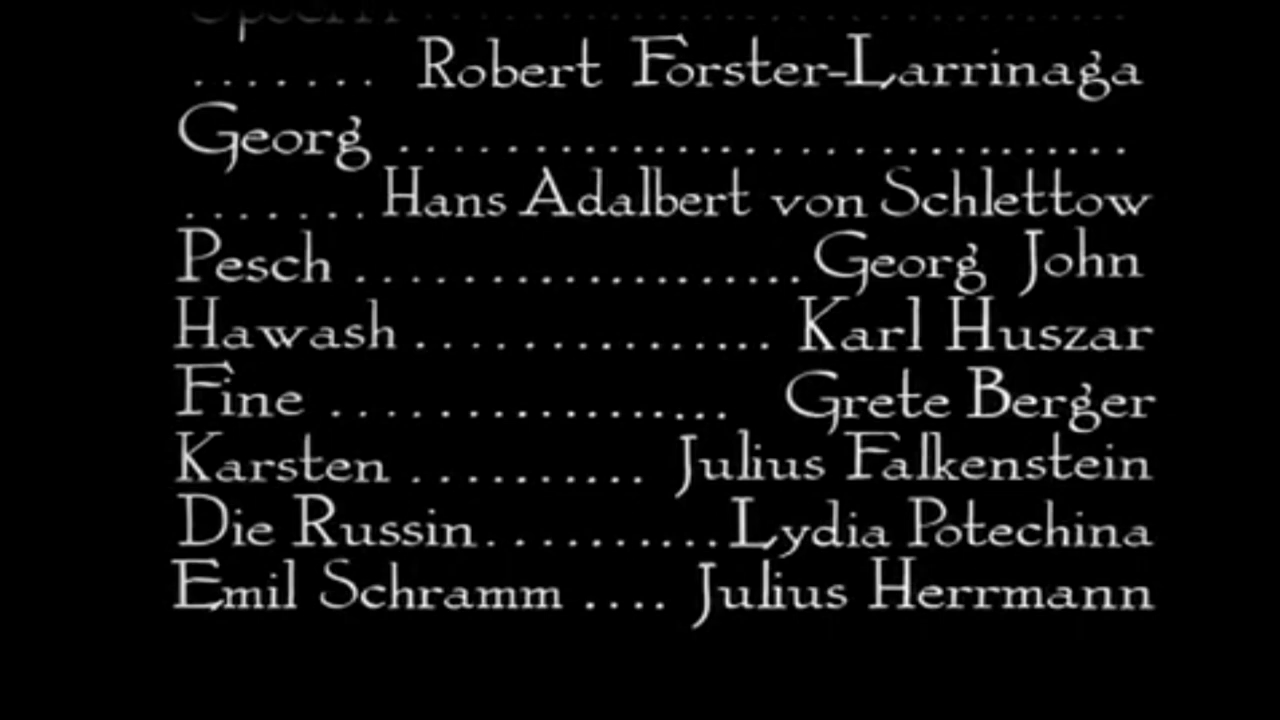 ....... Robert Forster-Larrinaga
Georg ..................................
.......Hans Adalbert von Schlettow
Pesch ....................Georg John
Hawash ................ Karl Huszar
Fine .................. Grete Berger
Karsten .......... Julius Falkenstein
Die Russin..........Lydia Potechina
Emil Schramm .... Julius Herrmann